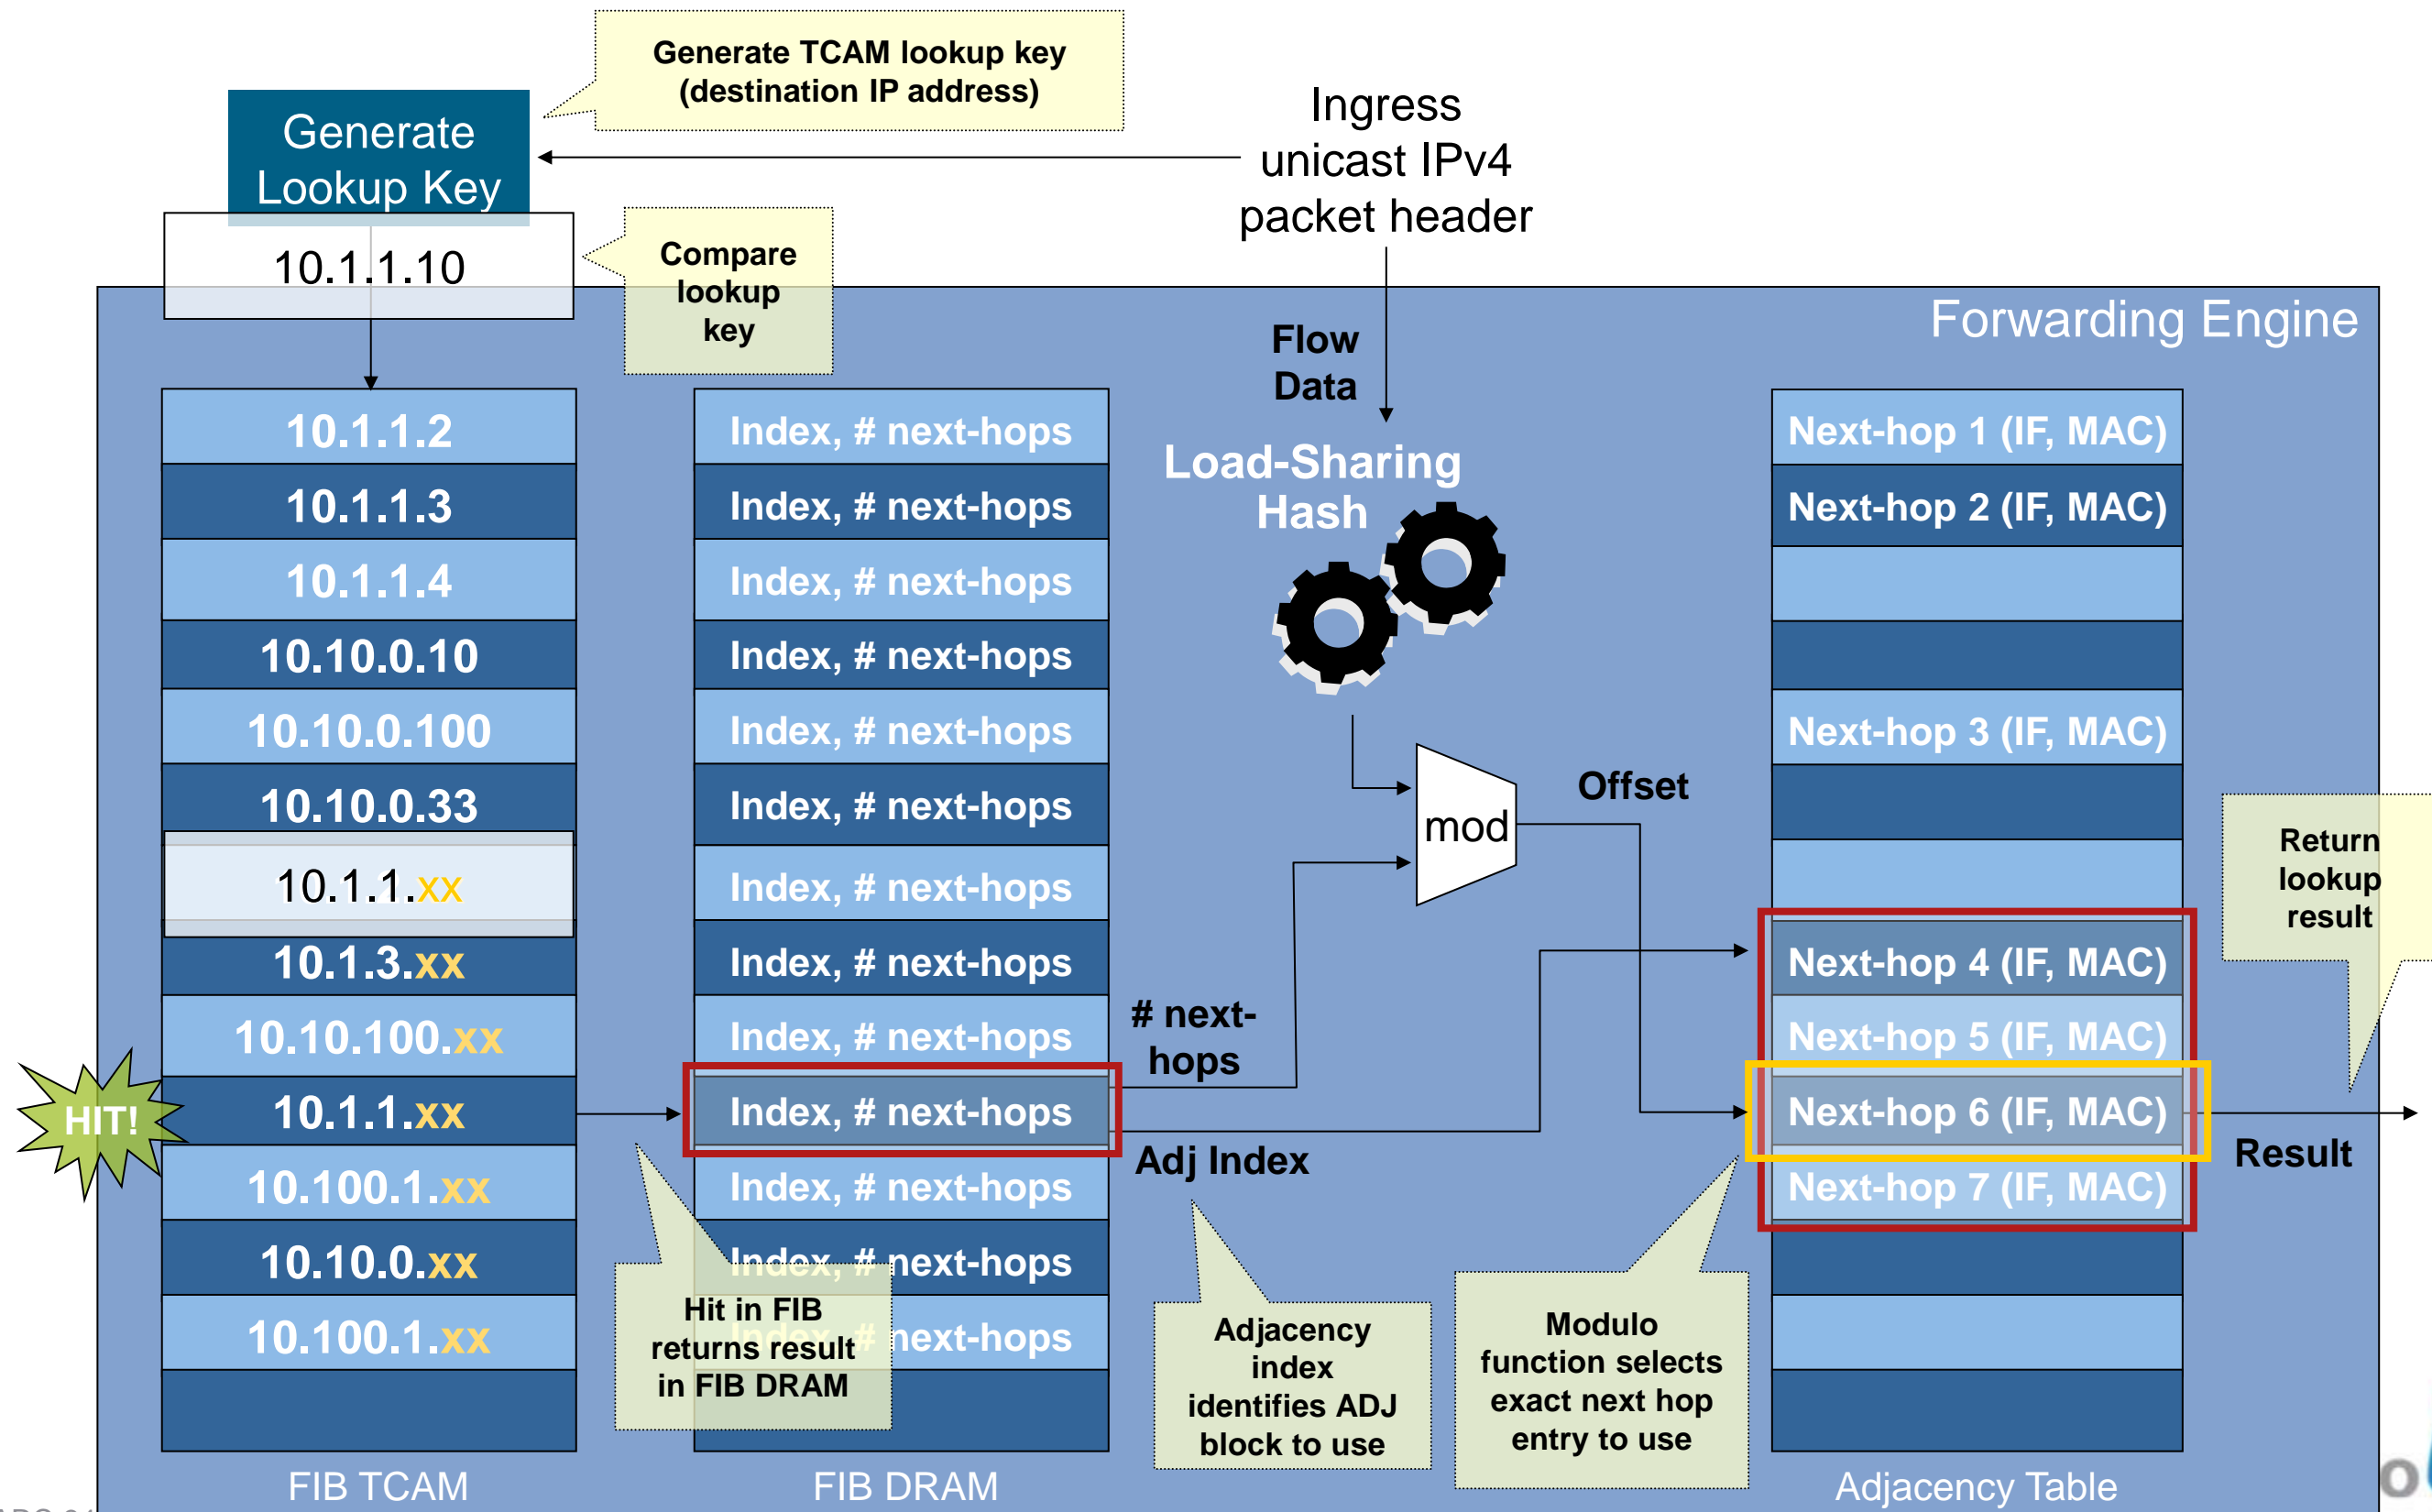 Generate TCAM lookup key
(destination IP address)
Generate
Lookup Key
Ingress
unicast IPv4
packet header
10.1.1.10
Compare
lookup
key
Forwarding Engine
Flow
Data
Load-Sharing
Hash
10.1.1.2
10.1.1.3
10.1.1.4
10.10.0.10
10.10.0.100
10.10.0.33
10.1.1.xx
10.1.3.xx
10.10.100.xx
HIT!
10.1.1.xx
10.100.1.xx
10.10.0.xx
10.100.1.xx
FIB TCAM
Index, # next-hops
Index, # next-hops
Index, # next-hops
Index, # next-hops
Index, # next-hops
Index, # next-hops
Index, # next-hops
Index, # next-hops
Index, # next-hops
Index, # next-hops
Index, # next-hops
Index, # next-hops
Index, # next-hops
FIB DRAM
Hit in FIB
returns result
in FIB DRAM
mod
Offset
# next-
hops
Adj Index
Adjacency
index
identifies ADJ
block to use
Modulo
function selects
exact next hop
entry to use
Next-hop 1 (IF, MAC)
Next-hop 2 (IF, MAC)
Next-hop 3 (IF, MAC)
Next-hop 4 (IF, MAC)
Next-hop 5 (IF, MAC)
Next-hop 6 (IF, MAC)
Next-hop 7 (IF, MAC)
Adjacency Table
Return
lookup
result
Result